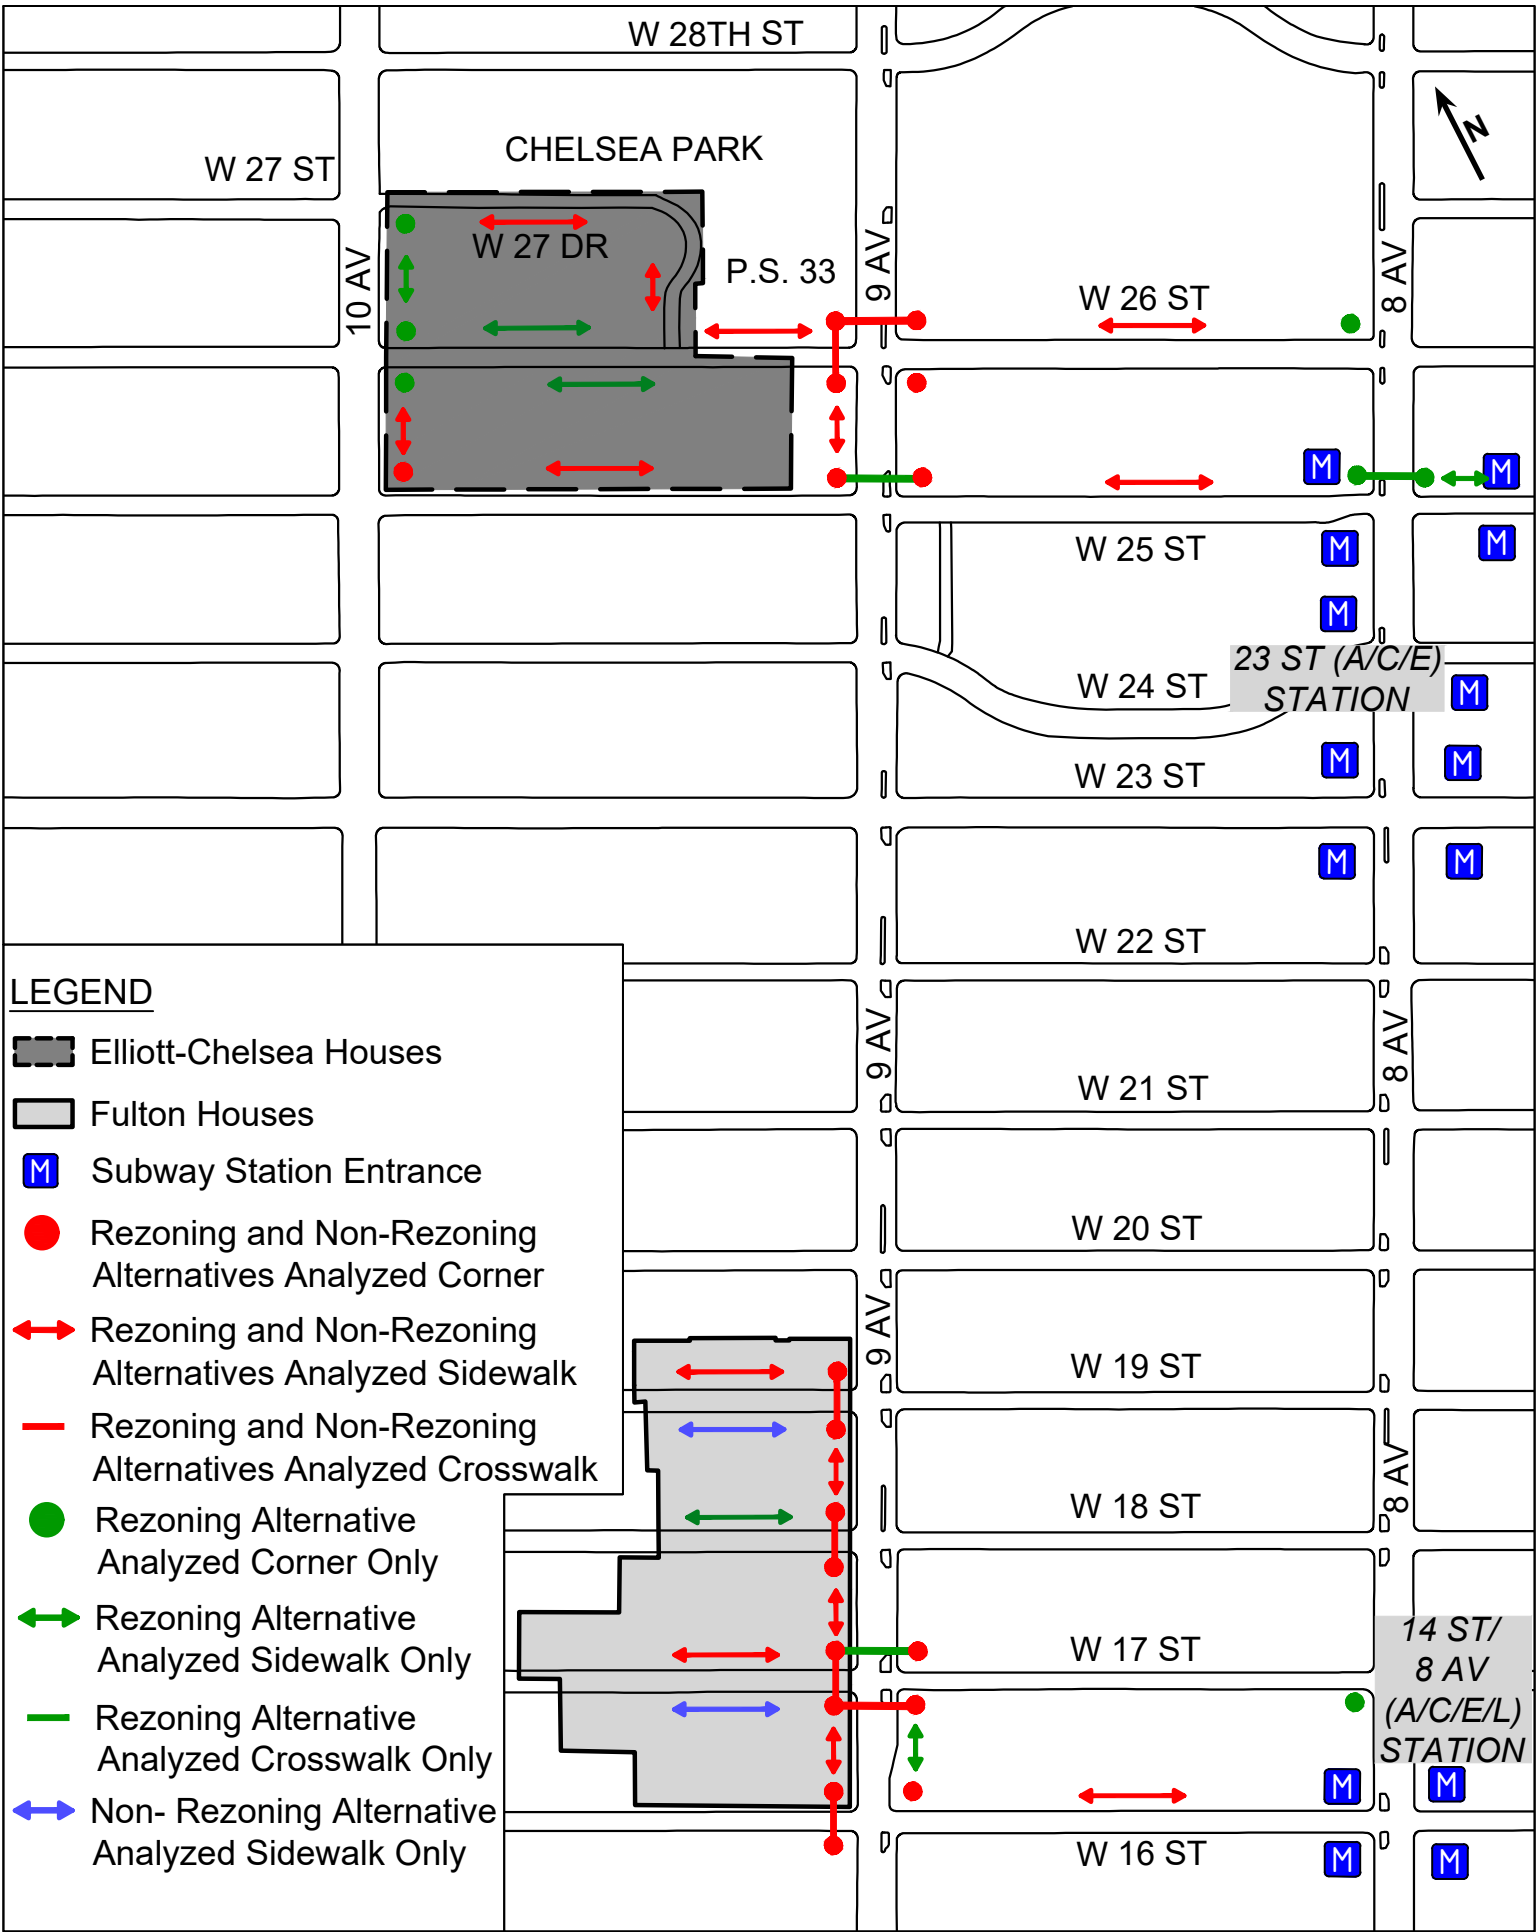 W 28TH ST
CHELSEA PARK
N
W 27 ST
W 27 DR
P.S. 33
10 AV
9 AV
8 AV
W 26 ST
M
M
W 25 ST
M
M
M
23 ST (A/C/E)
STATION
W 24 ST
M
W 23 ST
M
M
M
M
W 22 ST
9 AV
8 AV
W 21 ST
W 20 ST
9 AV
W 19 ST
8 AV
W 18 ST
W 17 ST
14 ST/
8 AV
(A/C/E/L)
STATION
M
M
W 16 ST
M
M
LEGEND
Elliott-Chelsea Houses
Fulton Houses
M Subway Station Entrance
Rezoning and Non-Rezoning
Alternatives Analyzed Corner
Rezoning and Non-Rezoning
Alternatives Analyzed Sidewalk
Rezoning and Non-Rezoning
Alternatives Analyzed Crosswalk
Rezoning Alternative
Analyzed Corner Only
Rezoning Alternative
Analyzed Sidewalk Only
Rezoning Alternative
Analyzed Crosswalk Only
Non- Rezoning Alternative
Analyzed Sidewalk Only